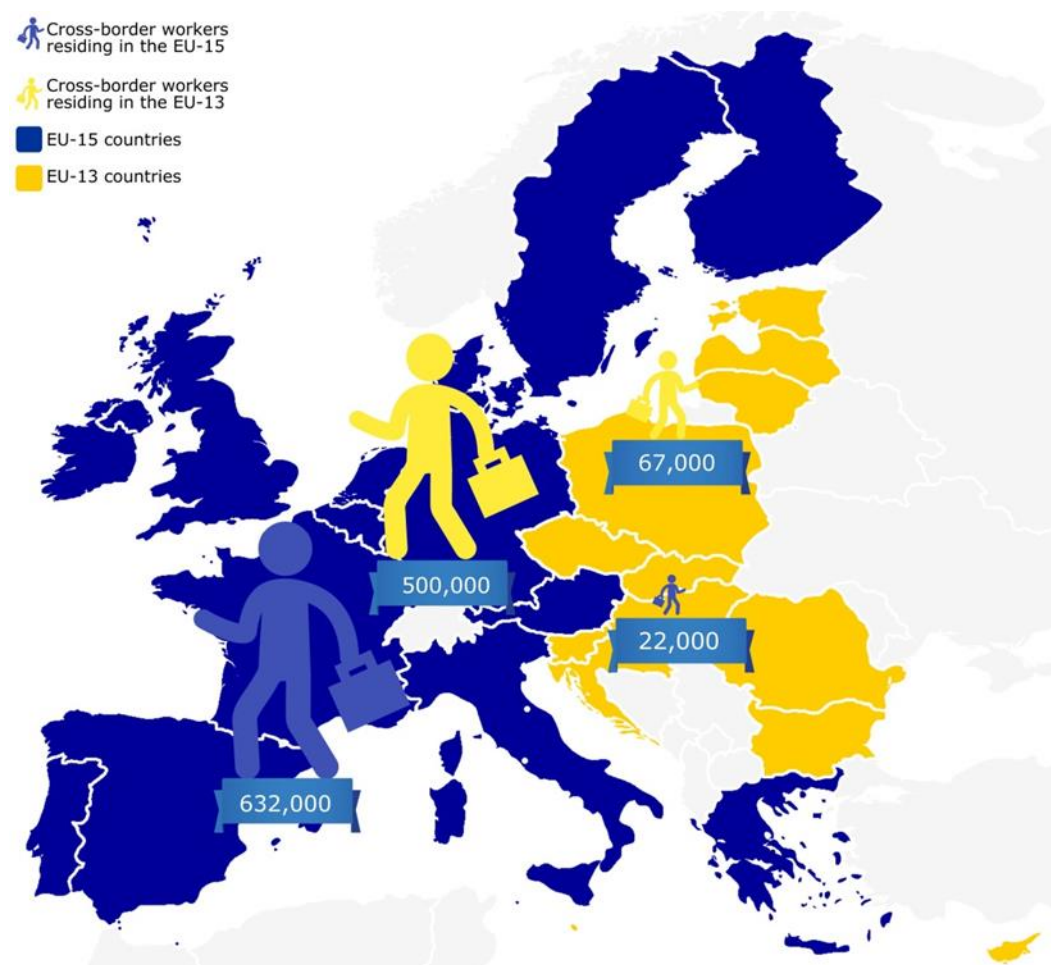 Cross-border workers
residing in the EU-15
Cross-border workers
residing in the EU-13
EU-15 countries
EU-13 countries
67,000
500,000
22,000
632,000